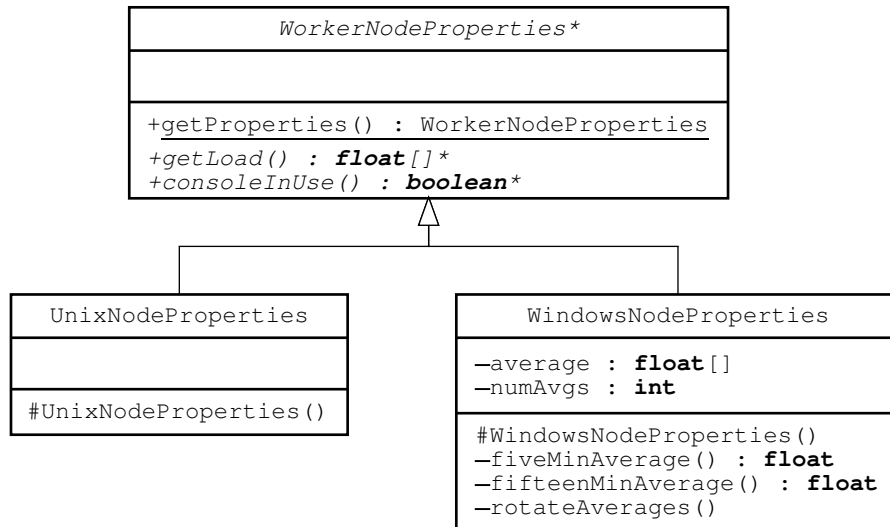 WorkerNodeProperties*
+getProperties() : WorkerNodeProperties
+getLoad() : float[]*
+consoleInUse() : boolean*
UnixNodeProperties
#UnixNodeProperties()
WindowsNodeProperties
–average : float[]
–numAvgs : int
#WindowsNodeProperties()
–fiveMinAverage() : float
–fifteenMinAverage() : float
–rotateAverages()